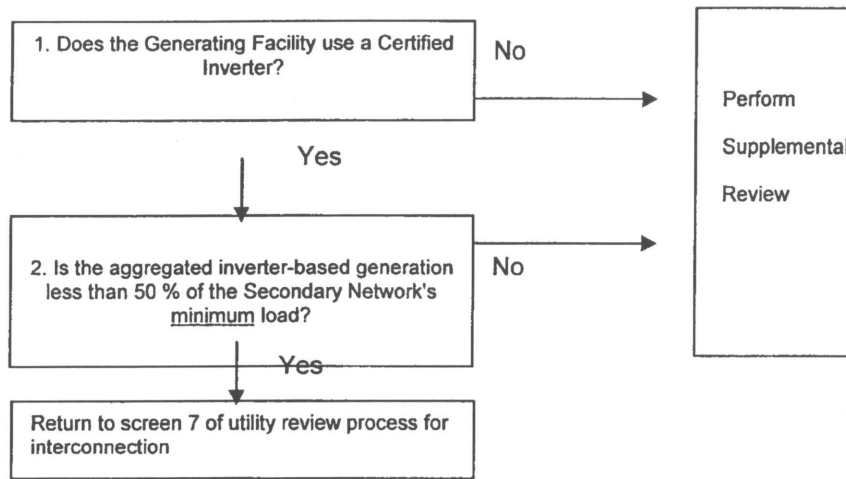 1. Does the Generating Facility use a Certified
Inverter?
No
Perform
Supplemental
Review
Yes
2. Is the aggregated inverter-based generation
less than 50 % of the Secondary Network's
minimum load?
No
Yes
Return to screen 7 of utility review process for
interconnection